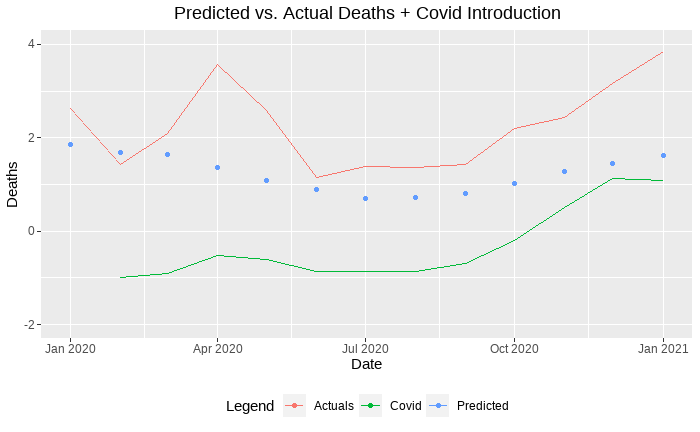 Predicted vs. Actual Deaths + Covid Introduction
Deaths
4
2
0
-2
Jan 2020 Apr 2020 Jul 2020 Oct 2020 Jan 2021
Date
Legend Actuals Covid Predicted